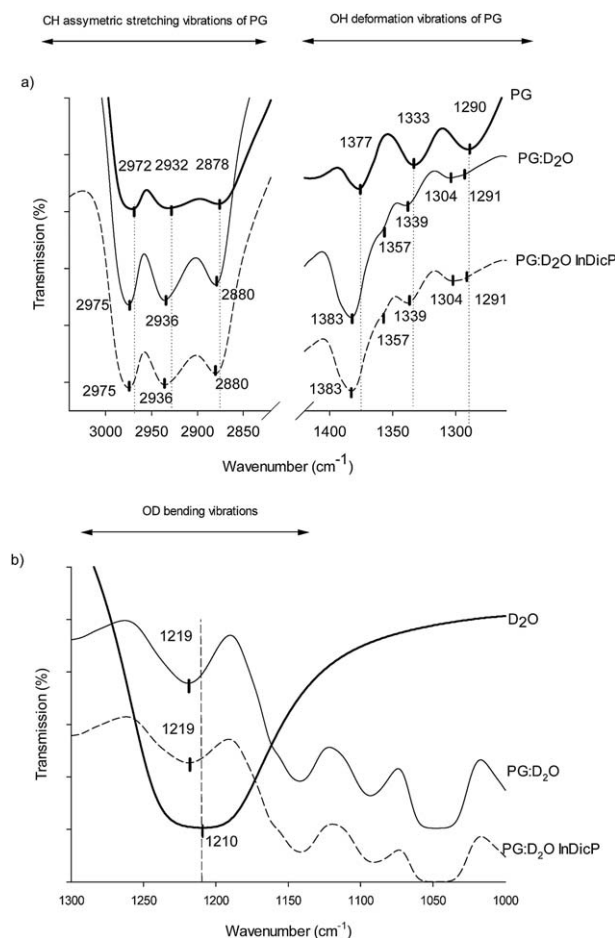 CH assymetric stretching vibrations of PG
OH deformation vibrations of PG
a)
1290
PG
1333
1377
2972 2932 2878
PG:D2O
1304 1291
1339
1357
PG:D2O InDicP
2880
2975 2936
1383
1304 1291
1339
1357
2880
2975 2936
1383
Transmission (%)
3000 2950 2900 2850
1400 1350 1300
Wavenumber (cm-1)
OD bending vibrations
b)
D2O
1219
1219
PG:D2O
1210
PG:D2O InDicP
Transmission (%)
1300 1250 1200 1150 1100 1050 1000
Wavenumber (cm-1)